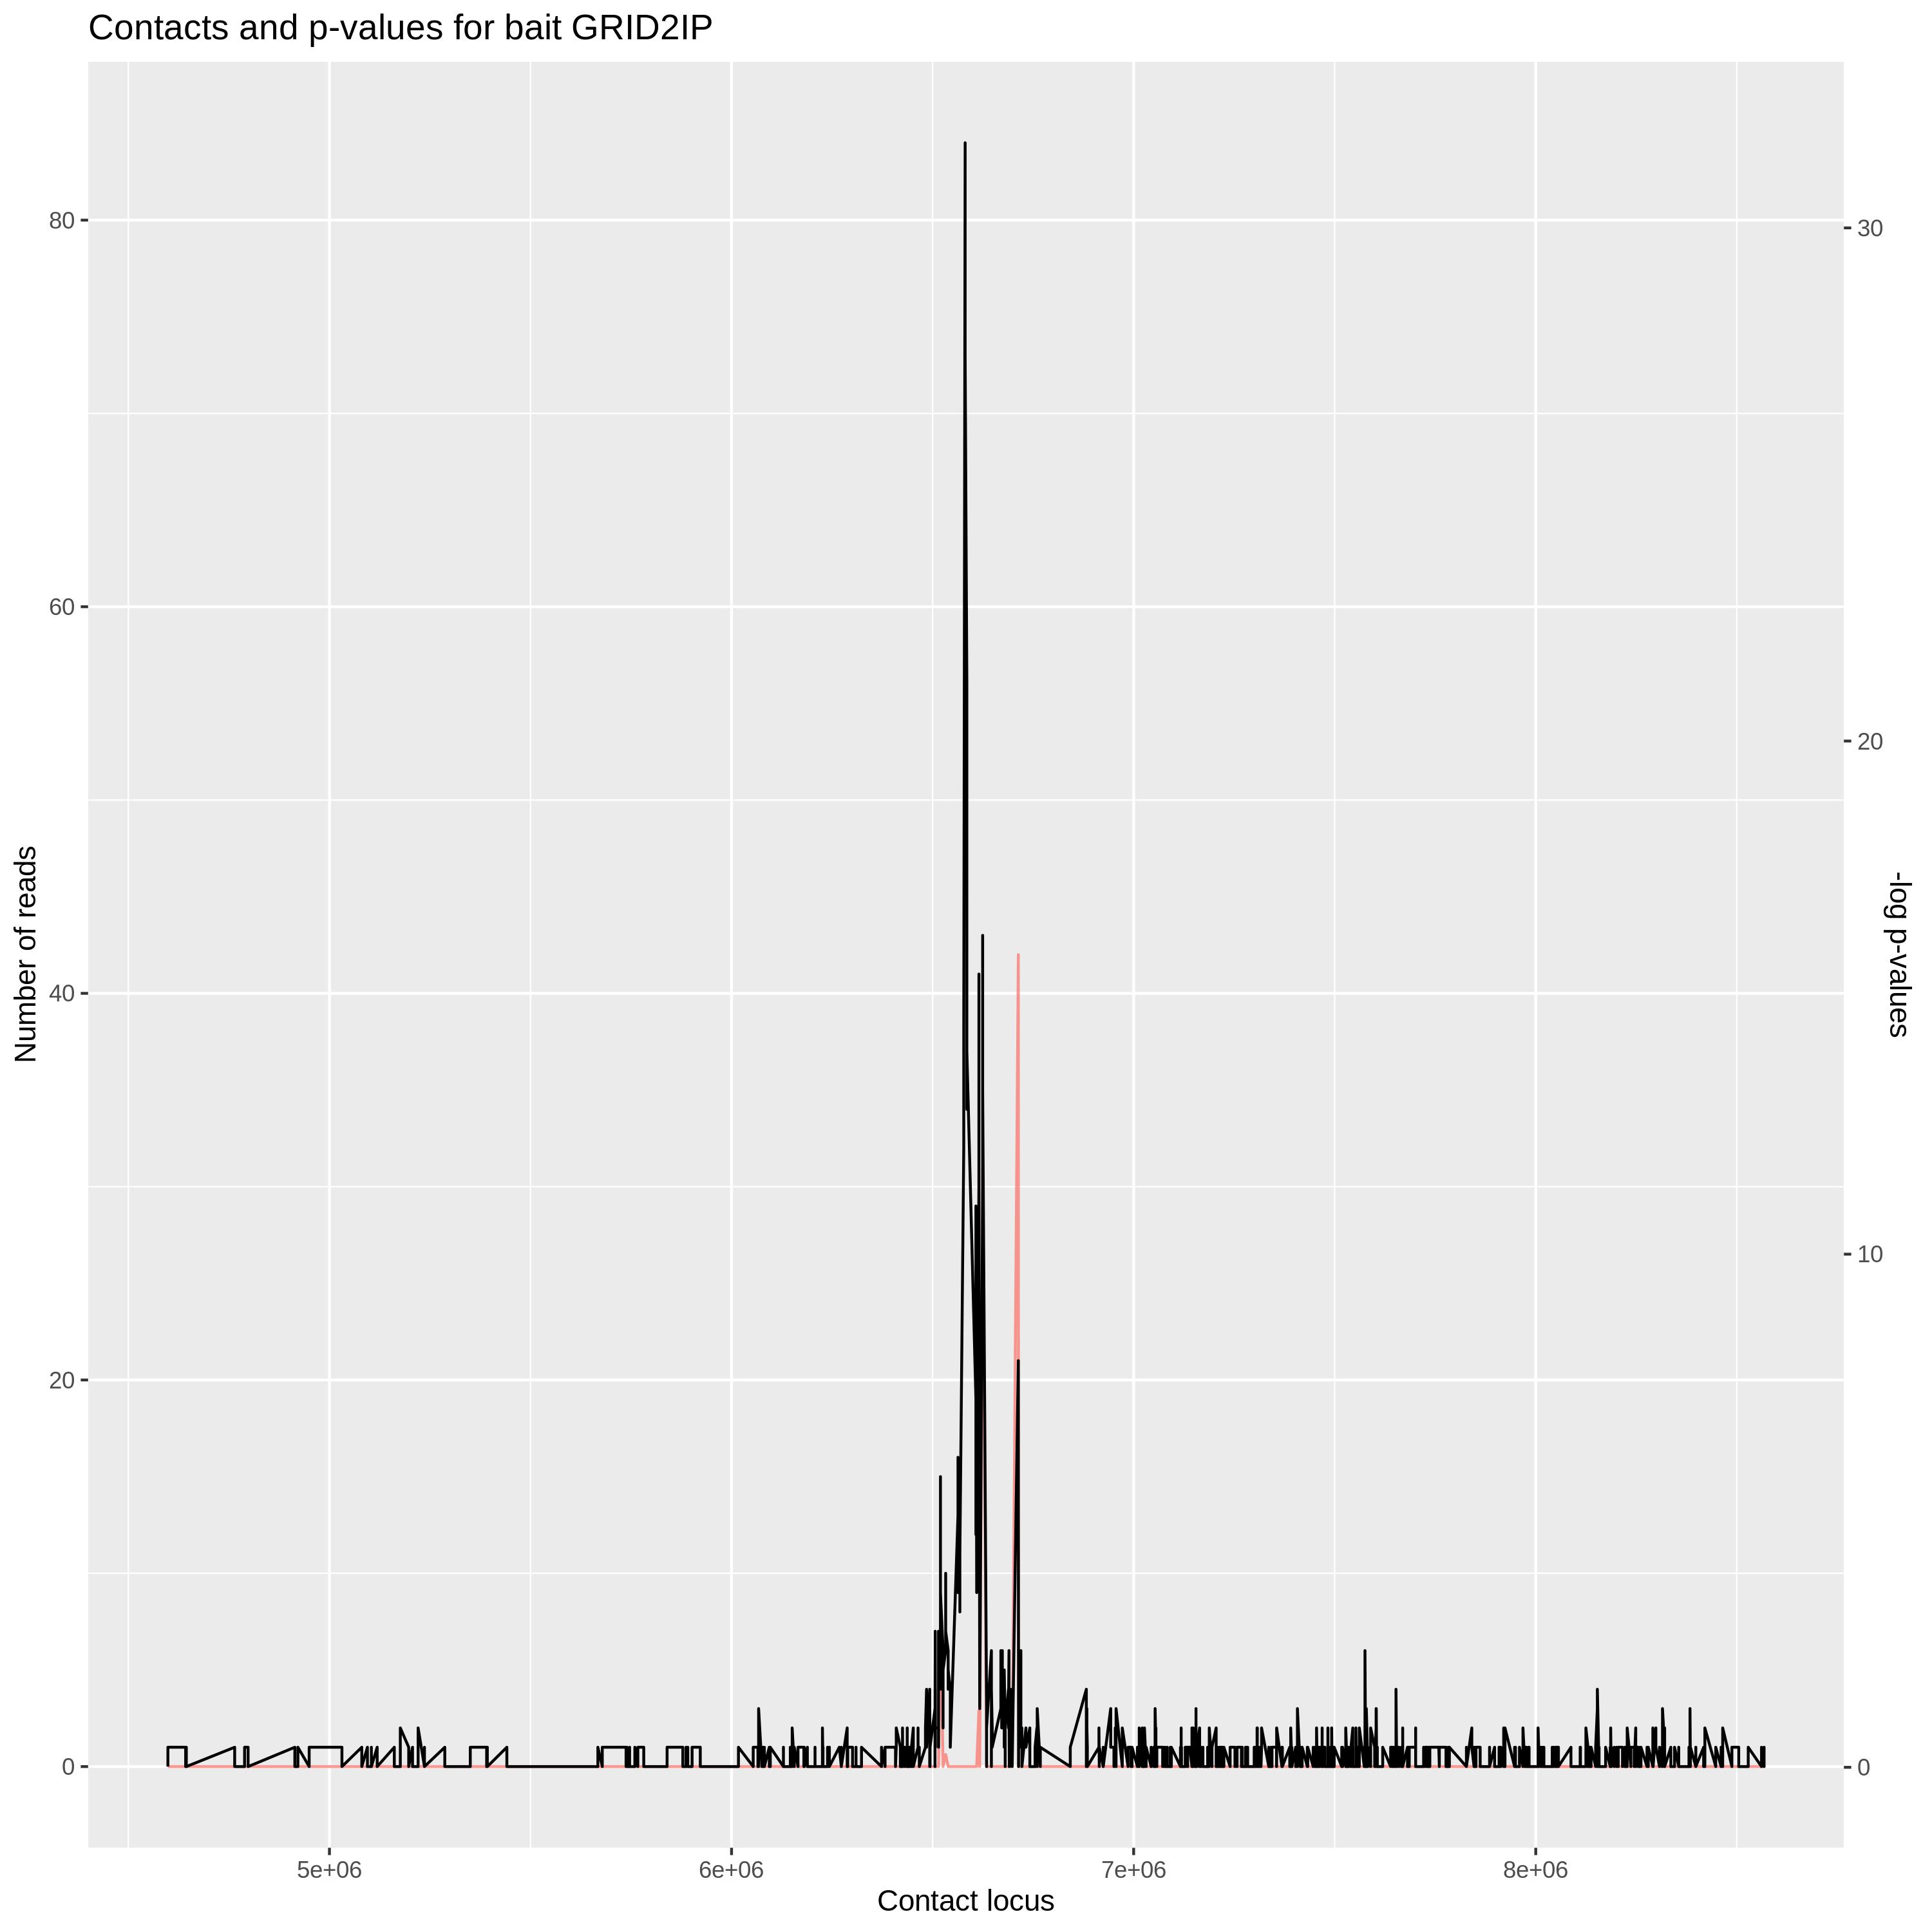 Contacts and p-values for bait GRID2IP
80
60
40
20
0
Number of reads
30
20
10
0
-log p-values
5e+06
6e+06
7e+06
8e+06
Contact locus